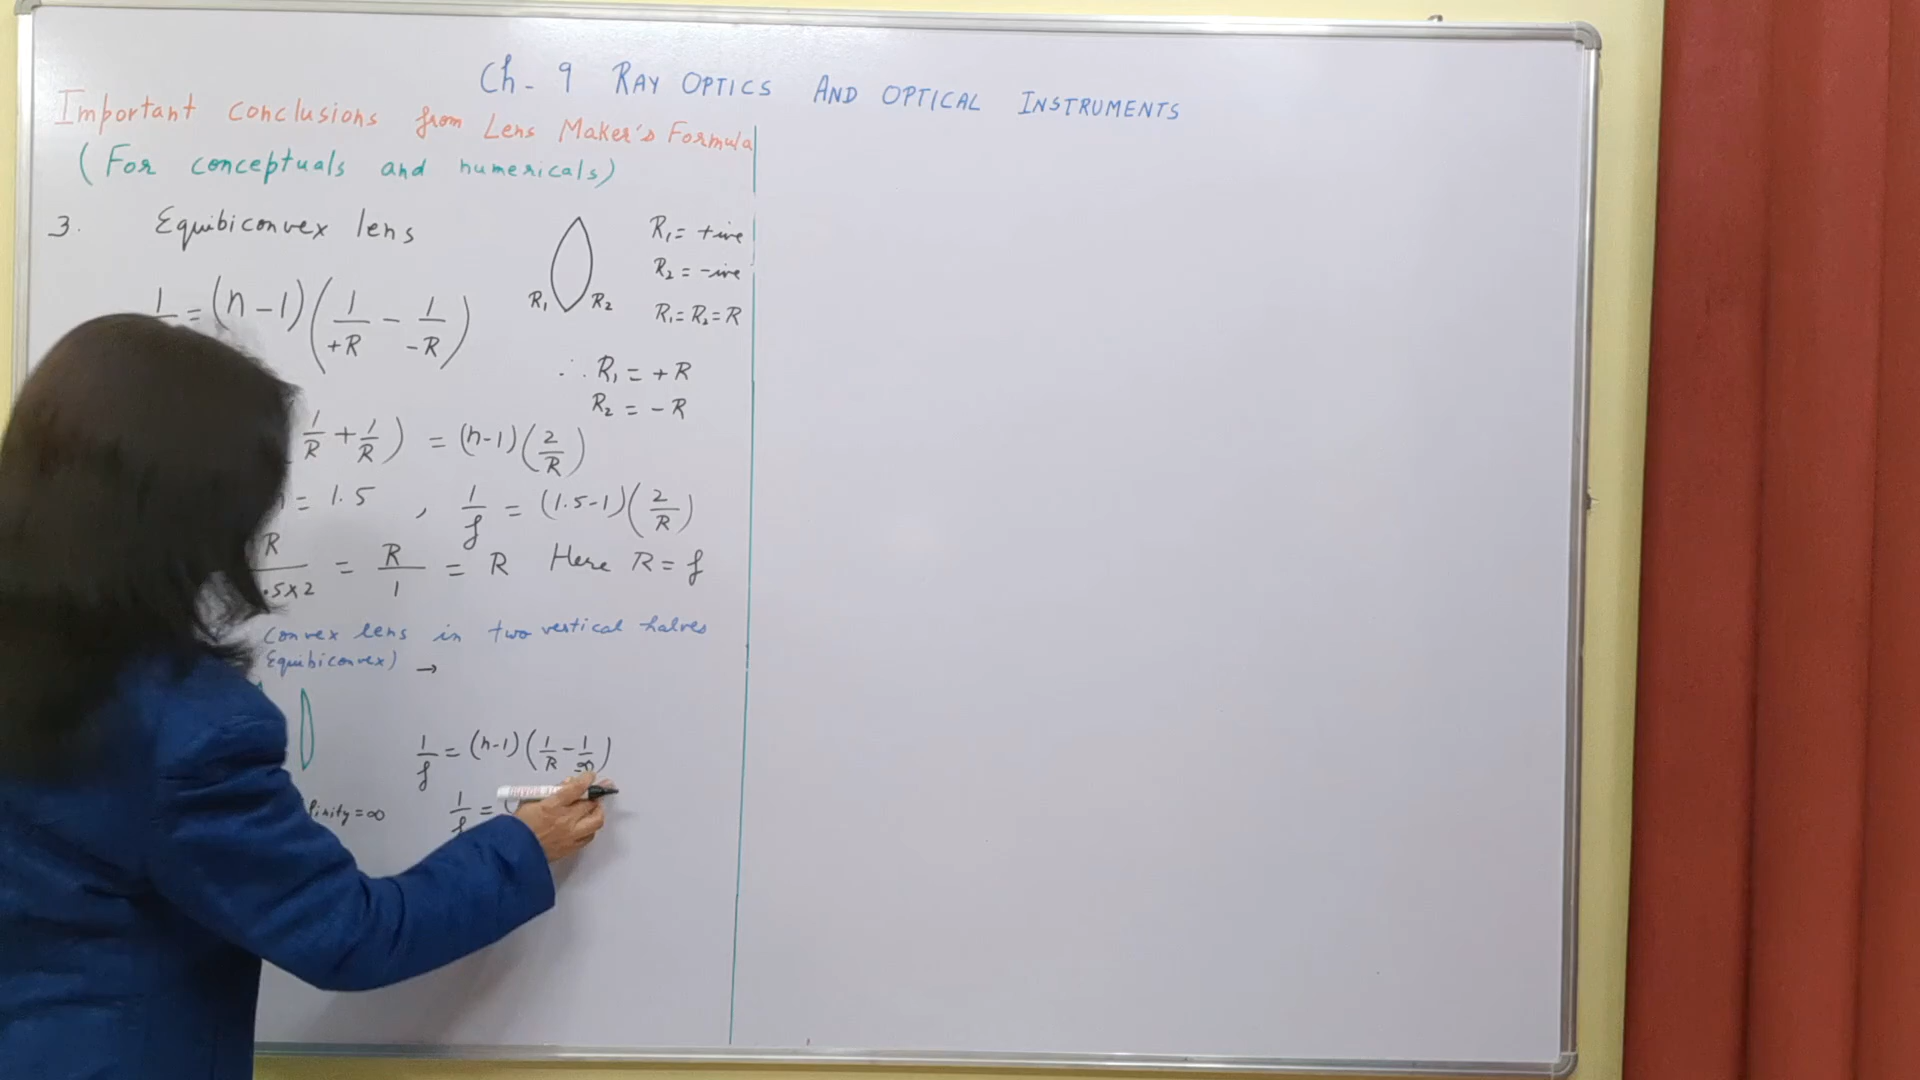 Ch - 9 RAY OPTICS AND OPTICAL INSTRUMENTS
Important conclusions from Lens Maker's Formula
(For conceptuals and numericals)
3. Equibiconvex lens
R₁ R₂
R₁ = +ive
R₂ = -ive
R₁ = R₂ = R
∴ R₁ = + R
R₂ = - R
1 = (n-1) (1/+R - 1/-R)
1/R + 1/R) = (n-1) (2/R)
= 1.5 , 1/f = (1.5-1) (2/R)
R/.5x2 = R/1 = R Here R = f
convex lens in two vertical halves
Equibiconvex) →
1/f = (n-1) (1/R - 1/∞)
1/f = (
finity = ∞